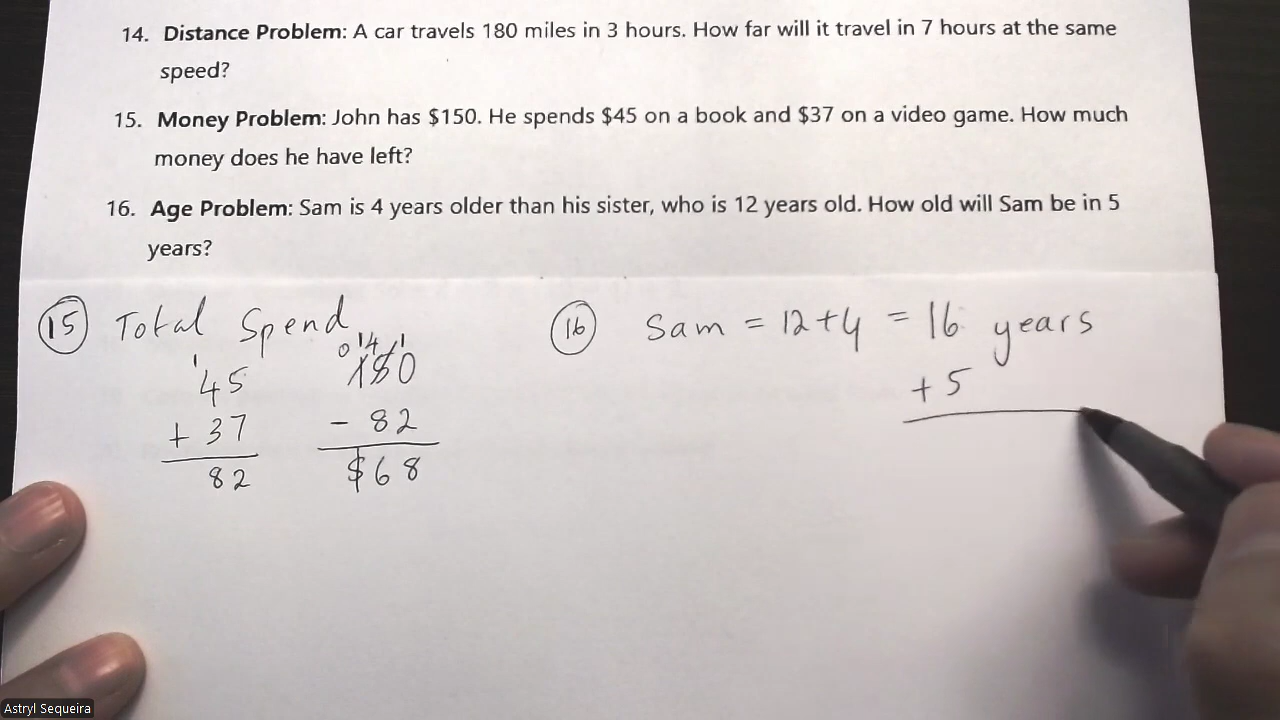 14. Distance Problem: A car travels 180 miles in 3 hours. How far will it travel in 7 hours at the same
speed?
15. Money Problem: John has $150. He spends $45 on a book and $37 on a video game. How much
money does he have left?
16. Age Problem: Sam is 4 years older than his sister, who is 12 years old. How old will Sam be in 5
years?
15 Total Spend
1
45
+ 37
82
0 14 1
150
- 82
$68
16 Sam = 12+4 = 16 years
+ 5
Astryl Sequeira